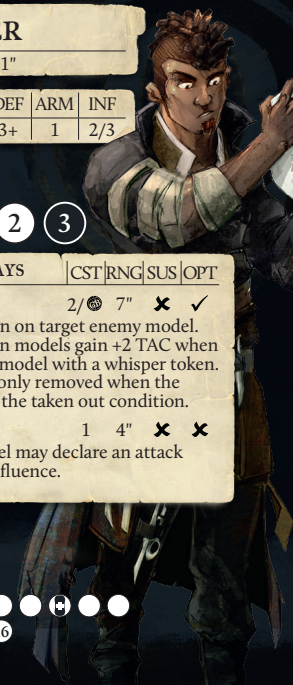 ER
1"
DEF ARM INF
3+ 1 2/3
2 3
AYS CST RNG SUS OPT
2/GB 7" ✘ ✓
n on target enemy model.
n models gain +2 TAC when
model with a whisper token.
only removed when the
the taken out condition.
1 4" ✘ ✘
el may declare an attack
fluence.
6